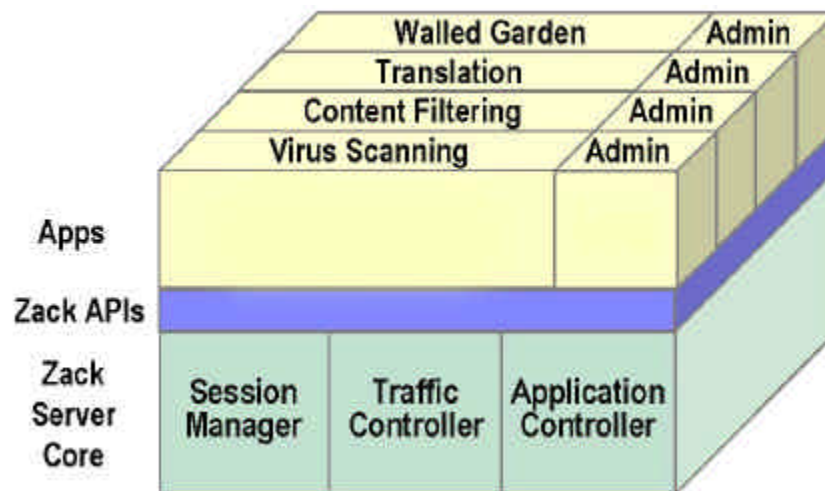 Walled Garden Admin
Translation Admin
Content Filtering Admin
Virus Scanning Admin
Apps
Zack APIs
Zack
Server
Core
Session
Manager
Traffic
Controller
Application
Controller